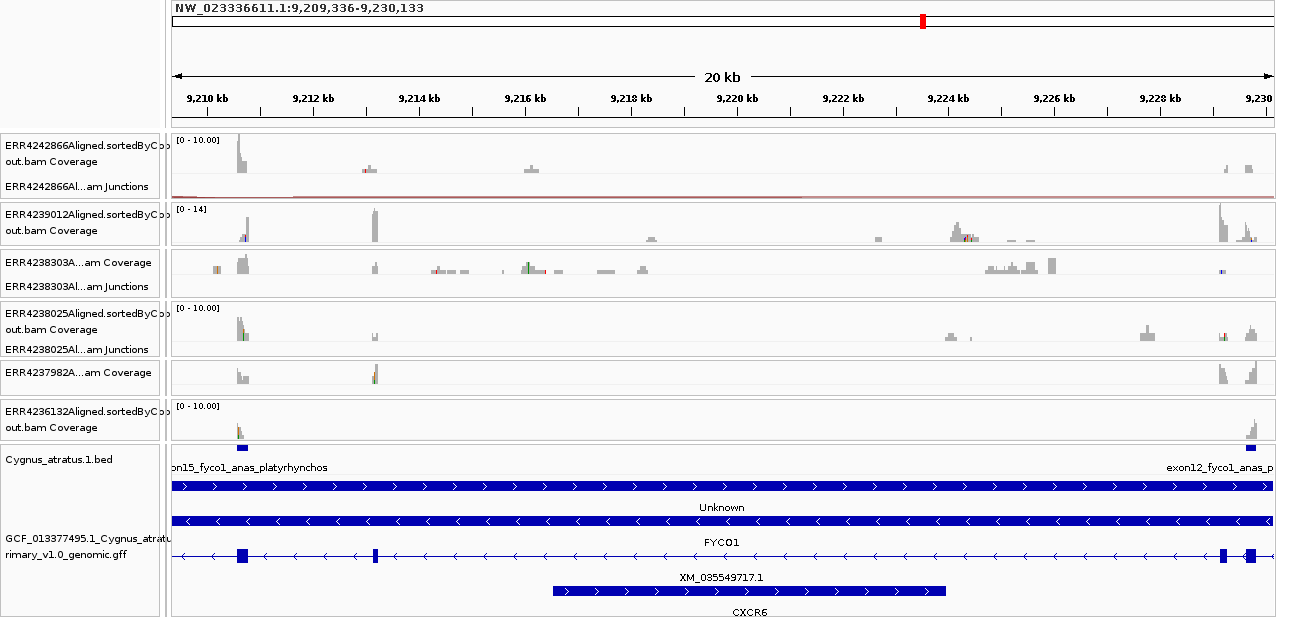 NW_023336611.1:9,209,336-9,230,133
20 kb
9,210 kb 9,212 kb 9,214 kb 9,216 kb 9,218 kb 9,220 kb 9,222 kb 9,224 kb 9,226 kb 9,228 kb 9,230
[0 - 10.00]
ERR4242866Aligned.sortedByCoo
out.bam Coverage
ERR4242866Al...am Junctions
[0 - 14]
ERR4239012Aligned.sortedByCoo
out.bam Coverage
ERR4238303A...am Coverage
ERR4238303Al...am Junctions
[0 - 10.00]
ERR4238025Aligned.sortedByCoo
out.bam Coverage
ERR4238025Al...am Junctions
ERR4237982A...am Coverage
[0 - 10.00]
ERR4236132Aligned.sortedByCoo
out.bam Coverage
Cygnus_atratus.1.bed
on15_fyco1_anas_platyrhynchos exon12_fyco1_anas_p
Unknown
GCF_013377495.1_Cygnus_atratu
rimary_v1.0_genomic.gff
FYCO1
XM_035549717.1
CXCR6